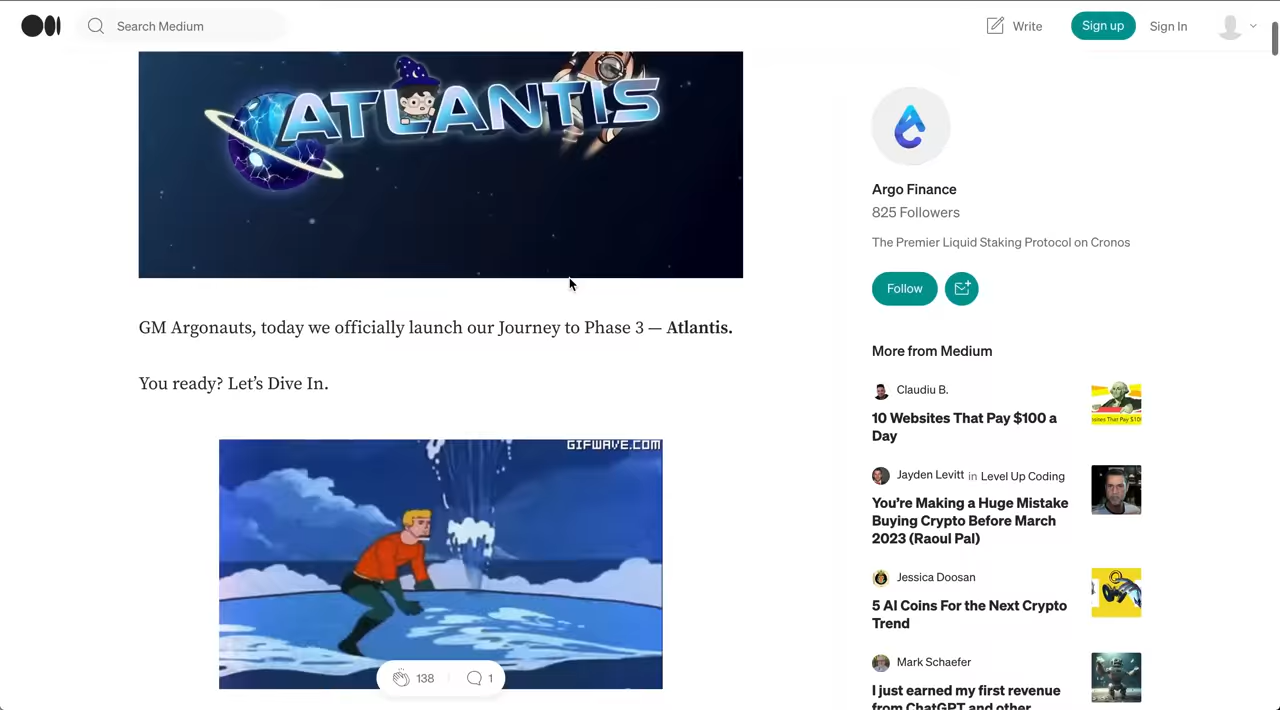 Search Medium
Write
Sign up
Sign In
ATLANTIS
GM Argonauts, today we officially launch our Journey to Phase 3 — Atlantis.
You ready? Let’s Dive In.
GIFWAVE.COM
138
1
Argo Finance
825 Followers
The Premier Liquid Staking Protocol on Cronos
Follow
More from Medium
Claudiu B.
10 Websites That Pay $100 a
Day
Jayden Levitt in Level Up Coding
You’re Making a Huge Mistake
Buying Crypto Before March
2023 (Raoul Pal)
Jessica Doosan
5 AI Coins For the Next Crypto
Trend
Mark Schaefer
I just earned my first revenue
from ChatGPT and other